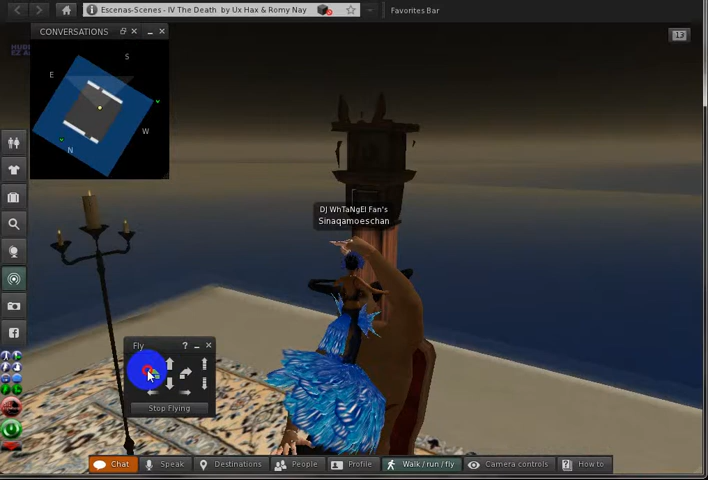 Escenas-Scenes - IV The Death by Ux Hax & Romy Nay
Favorites Bar
CONVERSATIONS
13
S
E
W
N
DJ WhTaNgEl Fan's
Sinaqamoeschan
Fly
?
Stop Flying
Chat
Speak
Destinations
People
Profile
Walk / run / fly
Camera controls
How to